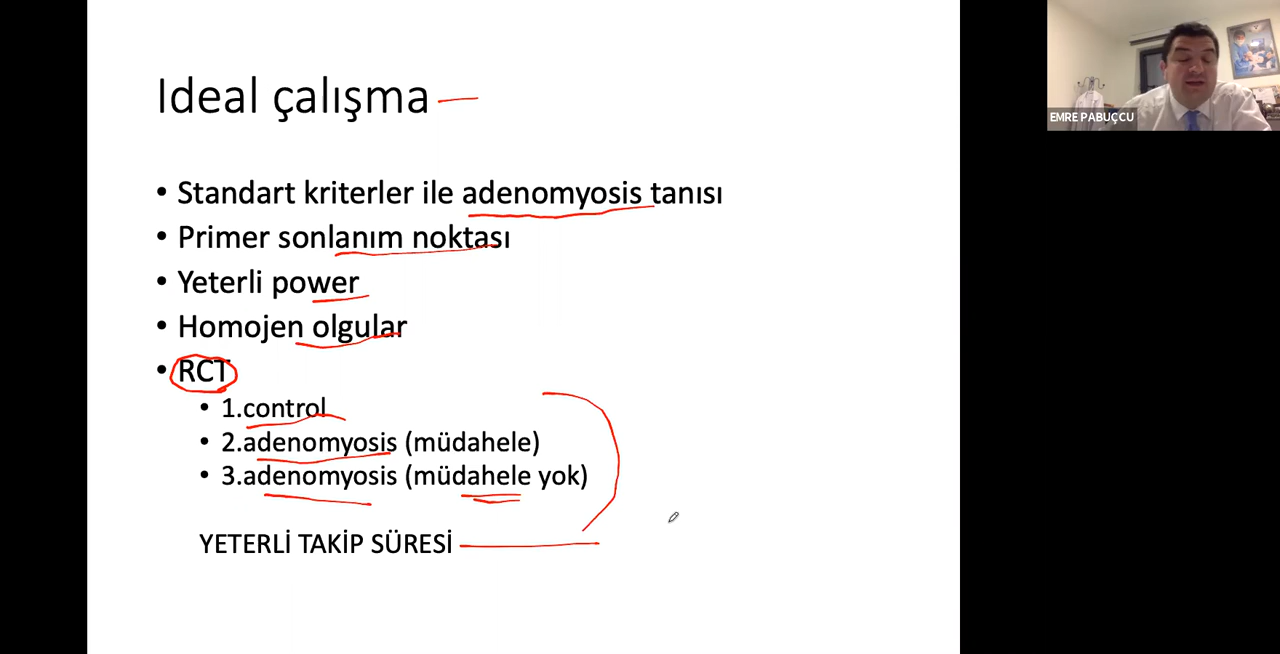 Ideal çalışma
• Standart kriterler ile adenomyosis tanısı
• Primer sonlanım noktası
• Yeterli power
• Homojen olgular
• RCT
• 1.control
• 2.adenomyosis (müdahele)
• 3.adenomyosis (müdahele yok)
YETERLİ TAKİP SÜRESİ
EMRE PABUÇCU